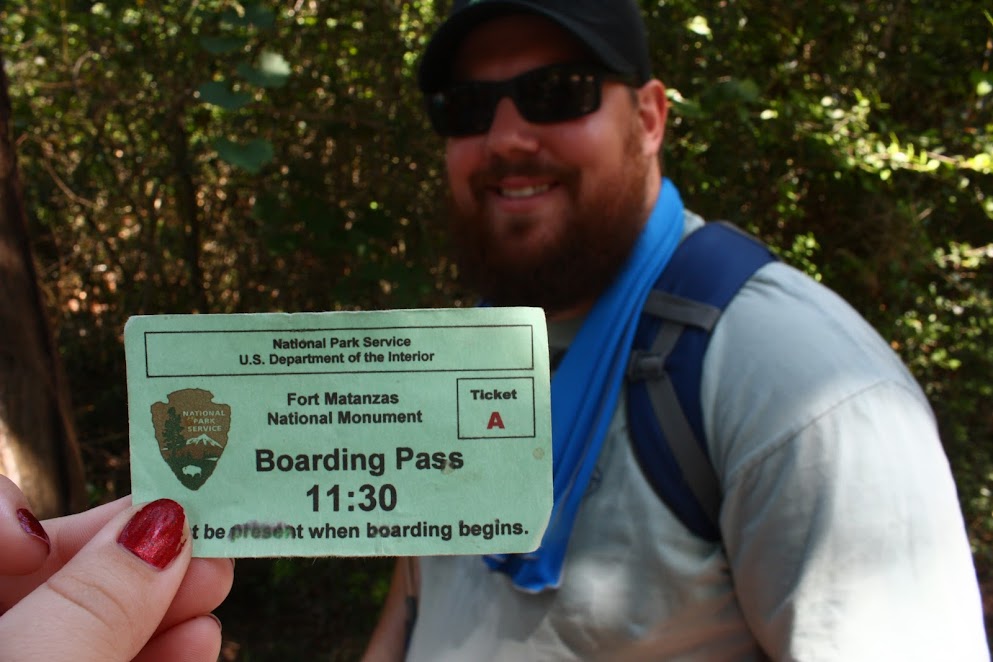 National Park Service
U.S. Department of the Interior
NATIONAL
PARK
SERVICE
Fort Matanzas
National Monument
Ticket
A
Boarding Pass
11:30
t be present when boarding begins.